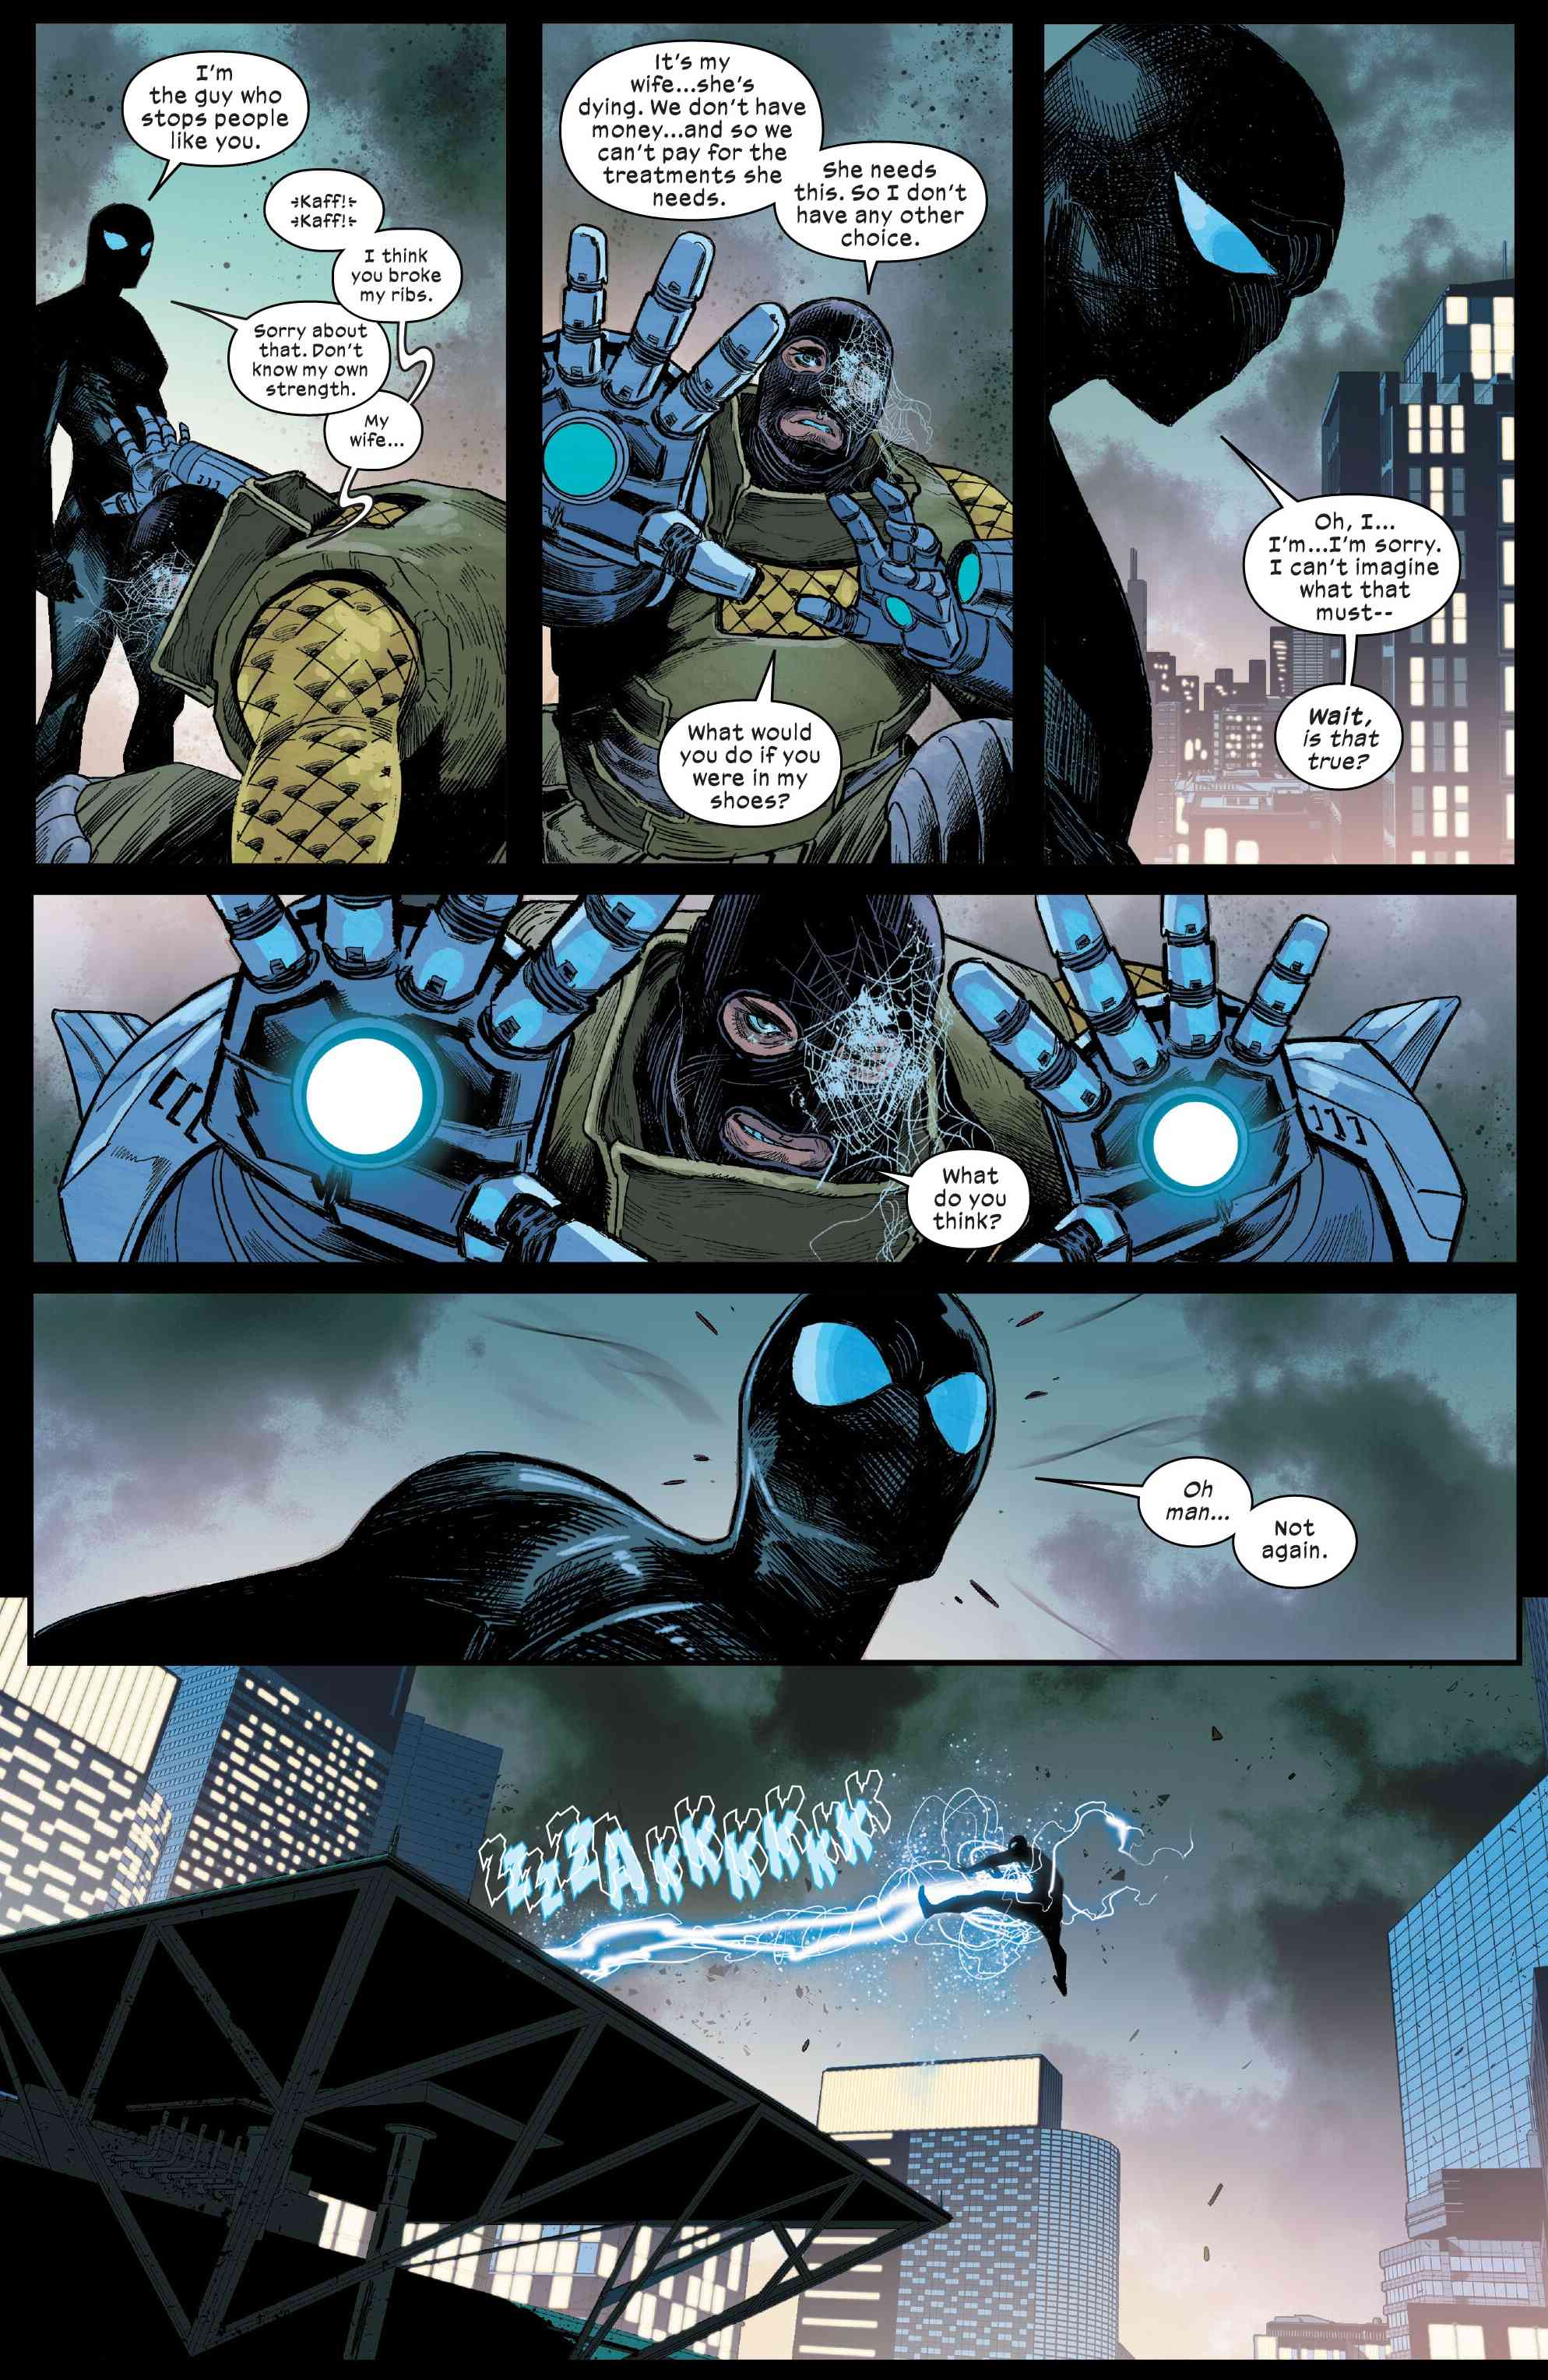 I'm
the guy who
stops people
like you.
Kaff!
Kaff!
I think
you broke
my ribs.
Sorry about
that. Don't
know my own
strength.
My
wife...
It's my
wife...she's
dying. We don't have
money...and so we
can't pay for the
treatments she
needs.
She needs
this. So I don't
have any other
choice.
What would
you do if you
were in my
shoes?
Oh, I...
I'm...I'm sorry.
I can't imagine
what that
must--
Wait,
is that
true?
What
do you
think?
Oh
man...
Not
again.
ZZZZZAKKKKKKKK